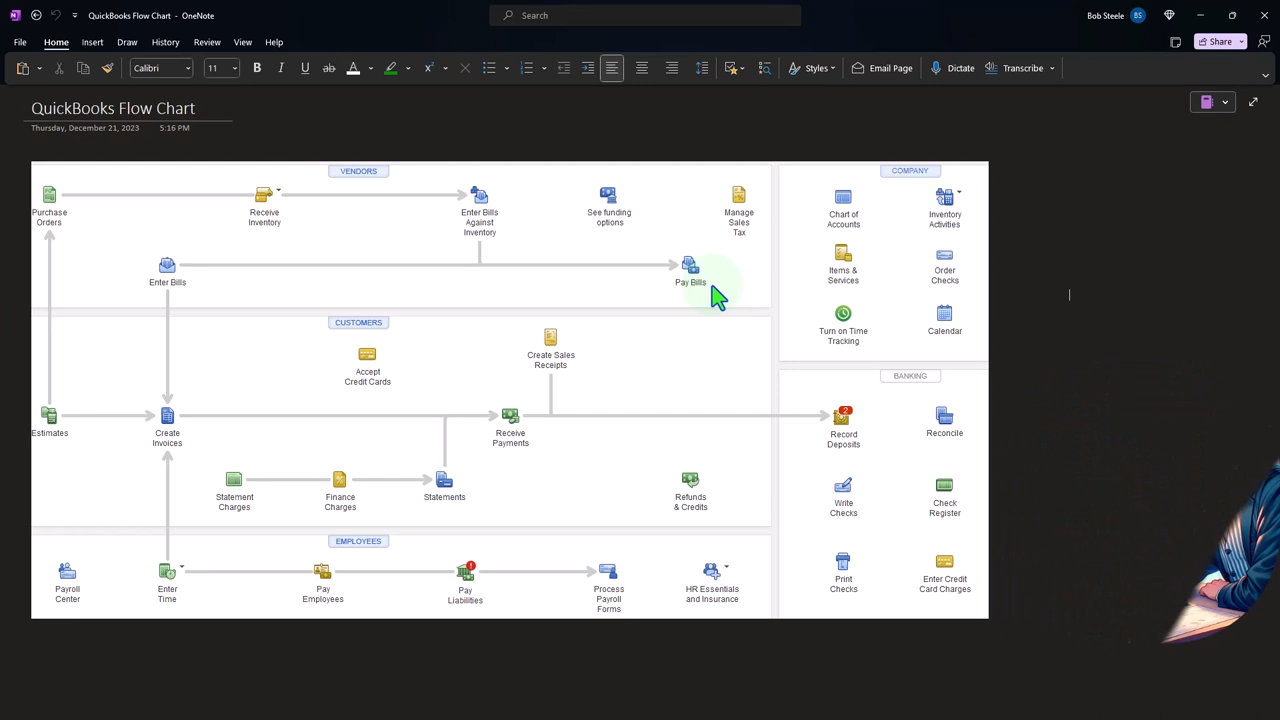 QuickBooks Flow Chart - OneNote
Search
Bob Steele
BS
File
Home
Insert
Draw
History
Review
View
Help
Share
Calibri
11
B
I
U
ab
A
Styles
Email Page
Dictate
Transcribe
QuickBooks Flow Chart
Thursday, December 21, 2023
5:16 PM
VENDORS
Purchase
Orders
Receive
Inventory
Enter Bills
Against
Inventory
See funding
options
Manage
Sales
Tax
Enter Bills
Pay Bills
CUSTOMERS
Accept
Credit Cards
Create Sales
Receipts
Estimates
Create
Invoices
Receive
Payments
Statement
Charges
Finance
Charges
Statements
Refunds
& Credits
EMPLOYEES
Payroll
Center
Enter
Time
Pay
Employees
Pay
Liabilities
Process
Payroll
Forms
HR Essentials
and Insurance
COMPANY
Chart of
Accounts
Inventory
Activities
Items &
Services
Order
Checks
Turn on Time
Tracking
Calendar
BANKING
2
Record
Deposits
Reconcile
Write
Checks
Check
Register
Print
Checks
Enter Credit
Card Charges